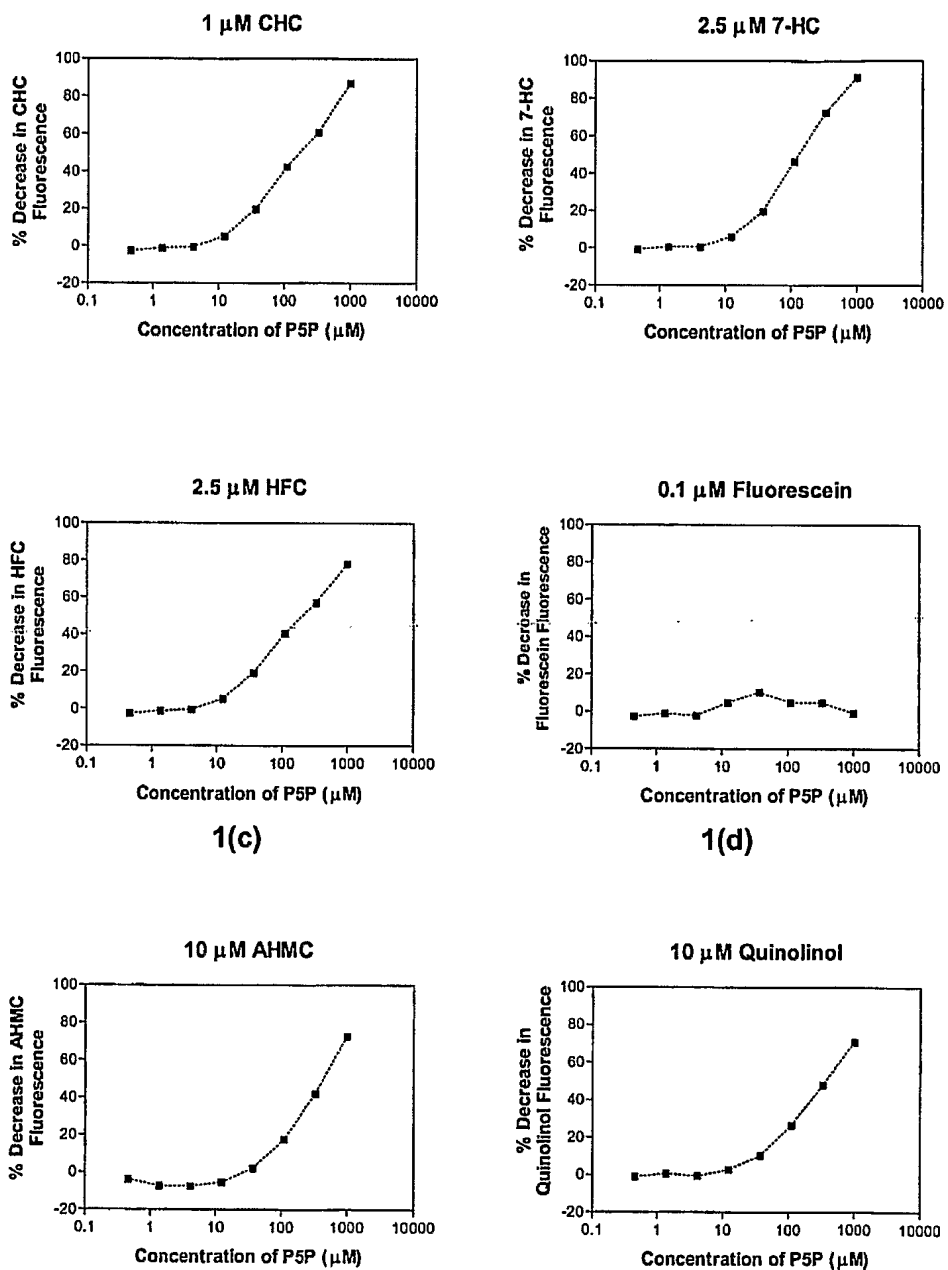 1 µM CHC
% Decrease in CHC
Fluorescence
100
80
60
40
20
0
-20
0.1 1 10 100 1000 10000
Concentration of P5P (µM)
2.5 µM 7-HC
% Decrease in 7-HC
Fluorescence
100
80
60
40
20
0
-20
0.1 1 10 100 1000 10000
Concentration of P5P (µM)
2.5 µM HFC
% Decrease in HFC
Fluorescence
100
80
60
40
20
0
-20
0.1 1 10 100 1000 10000
Concentration of P5P (µM)
1(c)
0.1 µM Fluorescein
% Decrease in
Fluorescein Fluorescence
100
80
60
40
20
0
-20
0.1 1 10 100 1000 10000
Concentration of P5P (µM)
1(d)
10 µM AHMC
% Decrease in AHMC
Fluorescence
100
80
60
40
20
0
-20
0.1 1 10 100 1000 10000
Concentration of P5P (µM)
10 µM Quinolinol
% Decrease in
Quinolinol Fluorescence
100
80
60
40
20
0
-20
0.1 1 10 100 1000 10000
Concentration of P5P (µM)